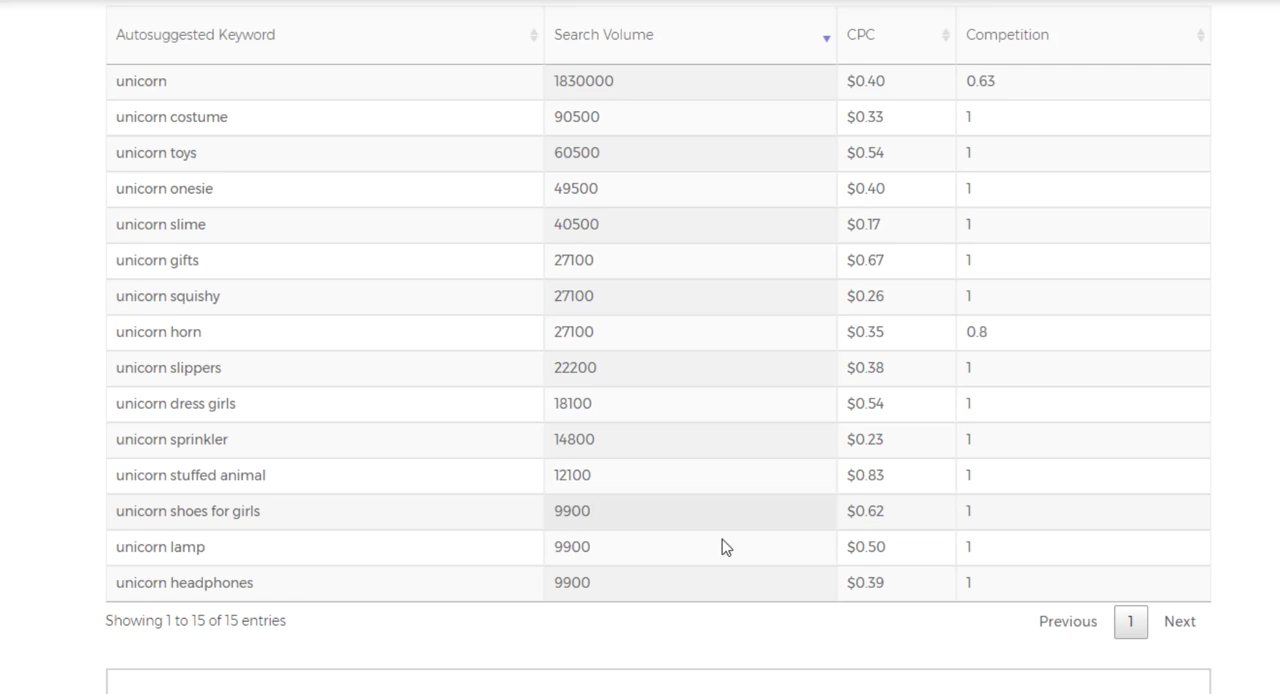 Autosuggested Keyword Search Volume CPC Competition
unicorn 1830000 $0.40 0.63
unicorn costume 90500 $0.33 1
unicorn toys 60500 $0.54 1
unicorn onesie 49500 $0.40 1
unicorn slime 40500 $0.17 1
unicorn gifts 27100 $0.67 1
unicorn squishy 27100 $0.26 1
unicorn horn 27100 $0.35 0.8
unicorn slippers 22200 $0.38 1
unicorn dress girls 18100 $0.54 1
unicorn sprinkler 14800 $0.23 1
unicorn stuffed animal 12100 $0.83 1
unicorn shoes for girls 9900 $0.62 1
unicorn lamp 9900 $0.50 1
unicorn headphones 9900 $0.39 1
Showing 1 to 15 of 15 entries Previous 1 Next